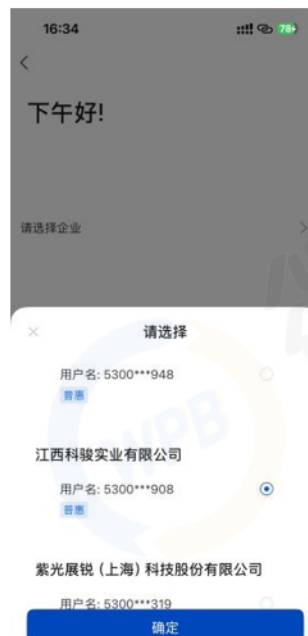 16:34
78
下午好!
请选择企业
请选择
用户名: 5300***948
普惠
江西科骏实业有限公司
用户名: 5300***908
普惠
紫光展锐（上海）科技股份有限公司
用户名: 5300***319
确定
WPB